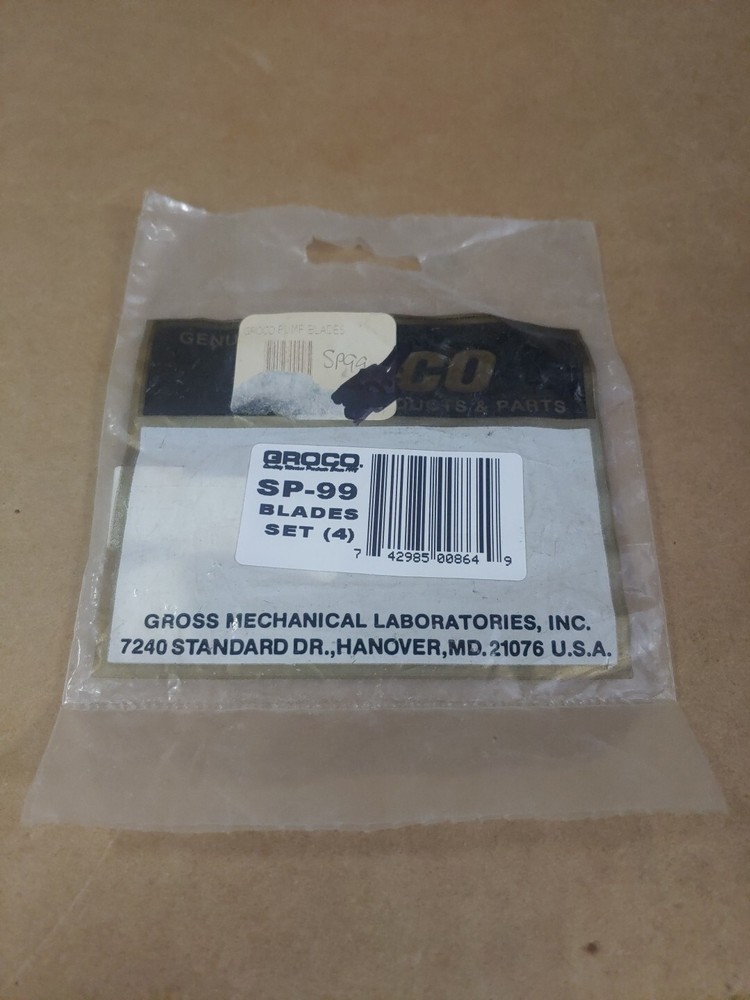 GROCO PUMP BLADES
SP99
GENU
CO
DUCTS & PARTS
GROCO.
SP-99
BLADES
SET (4)
7 42985 00864 9
GROSS MECHANICAL LABORATORIES, INC.
7240 STANDARD DR.,HANOVER,MD.21076 U.S.A.